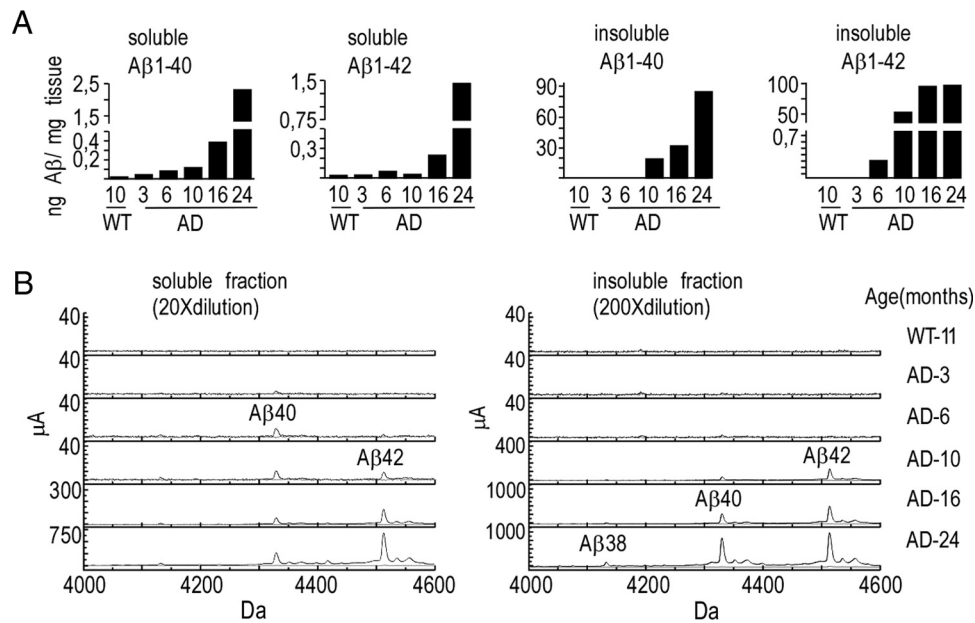 A
soluble
Aβ1-40
soluble
Aβ1-42
insoluble
Aβ1-40
insoluble
Aβ1-42
ng Aβ/ mg tissue
2,5
1,5
0,4
0,2
10 3 6 10 16 24
WT AD
1,5
0,75
0,3
10 3 6 10 16 24
WT AD
90
60
30
10 3 6 10 16 24
WT AD
100
50
0,7
10 3 6 10 16 24
WT AD
B
soluble fraction
(20Xdilution)
insoluble fraction
(200Xdilution)
Age(months)
μA
40
40
40
40
300
750
Aβ40
Aβ42
4000 4200 4400 4600
Da
μA
40
40
40
400
1000
1000
Aβ42
Aβ40
Aβ38
4000 4200 4400 4600
Da
WT-11
AD-3
AD-6
AD-10
AD-16
AD-24